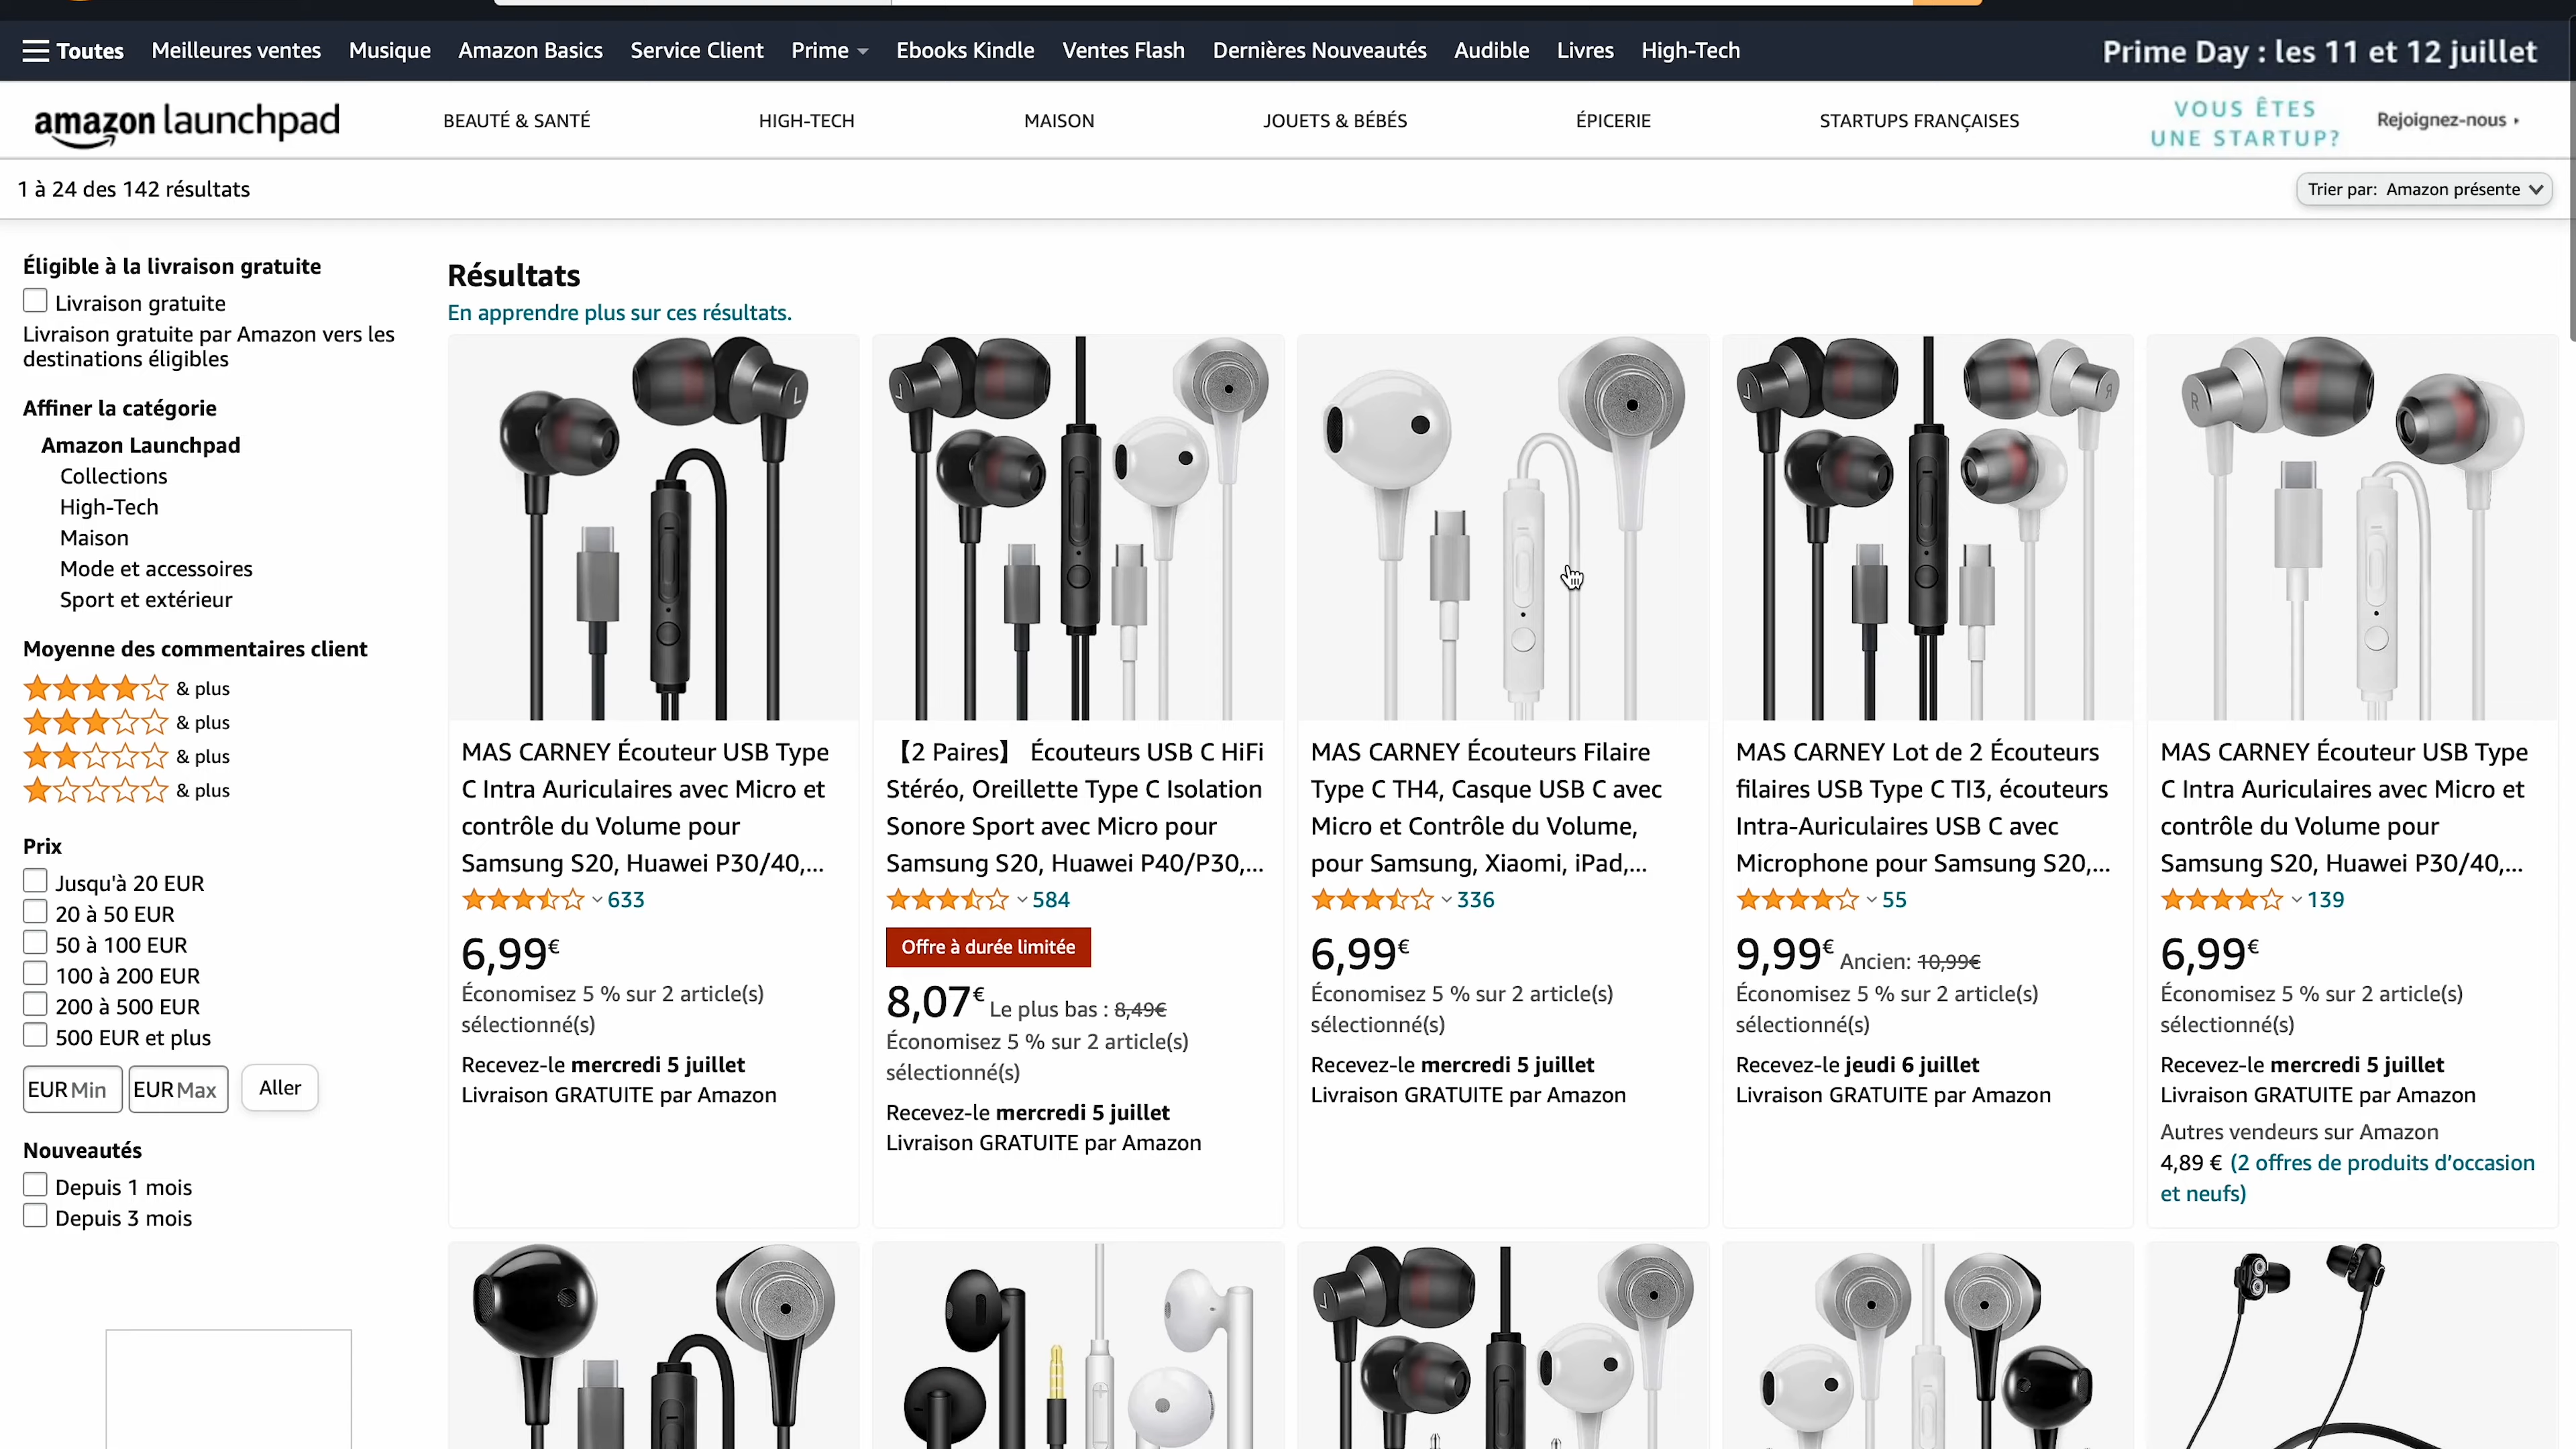 Toutes Meilleures ventes Musique Amazon Basics Service Client Prime Ebooks Kindle Ventes Flash Dernières Nouveautés Audible Livres High-Tech Prime Day : les 11 et 12 juillet
amazon launchpad BEAUTÉ & SANTÉ HIGH-TECH MAISON JOUETS & BÉBÉS ÉPICERIE STARTUPS FRANÇAISES VOUS ÊTES
UNE STARTUP? Rejoignez-nous
1 à 24 des 142 résultats
Trier par: Amazon présente
Éligible à la livraison gratuite
Livraison gratuite
Livraison gratuite par Amazon vers les
destinations éligibles
Affiner la catégorie
Amazon Launchpad
Collections
High-Tech
Maison
Mode et accessoires
Sport et extérieur
Moyenne des commentaires client
& plus
& plus
& plus
& plus
Prix
Jusqu'à 20 EUR
20 à 50 EUR
50 à 100 EUR
100 à 200 EUR
200 à 500 EUR
500 EUR et plus
EUR Min EUR Max Aller
Nouveautés
Depuis 1 mois
Depuis 3 mois
Résultats
En apprendre plus sur ces résultats.
MAS CARNEY Écouteur USB Type
C Intra Auriculaires avec Micro et
contrôle du Volume pour
Samsung S20, Huawei P30/40,...
633
6,99€
Économisez 5 % sur 2 article(s)
sélectionné(s)
Recevez-le mercredi 5 juillet
Livraison GRATUITE par Amazon
【2 Paires】 Écouteurs USB C HiFi
Stéréo, Oreillette Type C Isolation
Sonore Sport avec Micro pour
Samsung S20, Huawei P40/P30,...
584
Offre à durée limitée
8,07€ Le plus bas : 8,49€
Économisez 5 % sur 2 article(s)
sélectionné(s)
Recevez-le mercredi 5 juillet
Livraison GRATUITE par Amazon
MAS CARNEY Écouteurs Filaire
Type C TH4, Casque USB C avec
Micro et Contrôle du Volume,
pour Samsung, Xiaomi, iPad,...
336
6,99€
Économisez 5 % sur 2 article(s)
sélectionné(s)
Recevez-le mercredi 5 juillet
Livraison GRATUITE par Amazon
MAS CARNEY Lot de 2 Écouteurs
filaires USB Type C TI3, écouteurs
Intra-Auriculaires USB C avec
Microphone pour Samsung S20,...
55
9,99€ Ancien: 10,99€
Économisez 5 % sur 2 article(s)
sélectionné(s)
Recevez-le jeudi 6 juillet
Livraison GRATUITE par Amazon
MAS CARNEY Écouteur USB Type
C Intra Auriculaires avec Micro et
contrôle du Volume pour
Samsung S20, Huawei P30/40,...
139
6,99€
Économisez 5 % sur 2 article(s)
sélectionné(s)
Recevez-le mercredi 5 juillet
Livraison GRATUITE par Amazon
Autres vendeurs sur Amazon
4,89 € (2 offres de produits d’occasion
et neufs)